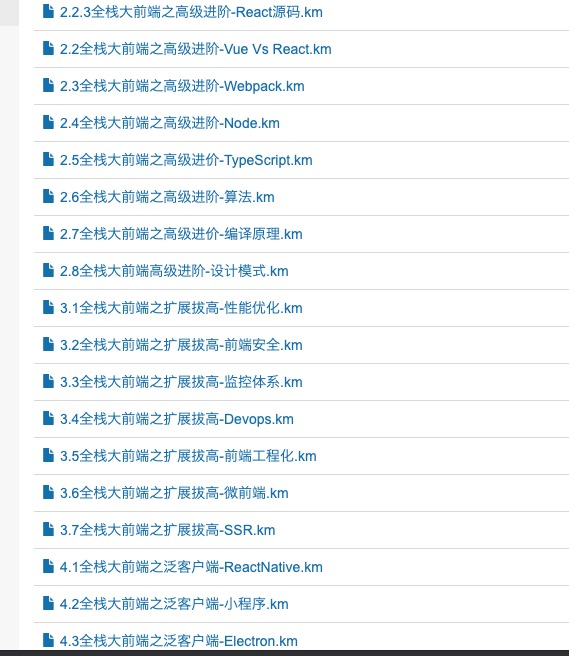 2.2.3全栈大前端之高级进阶-React源码.km
2.2全栈大前端之高级进阶-Vue Vs React.km
2.3全栈大前端之高级进阶-Webpack.km
2.4全栈大前端之高级进阶-Node.km
2.5全栈大前端之高级进价-TypeScript.km
2.6全栈大前端之高级进阶-算法.km
2.7全栈大前端之高级进价-编译原理.km
2.8全栈大前端高级进阶-设计模式.km
3.1全栈大前端之扩展拔高-性能优化.km
3.2全栈大前端之扩展拔高-前端安全.km
3.3全栈大前端之扩展拔高-监控体系.km
3.4全栈大前端之扩展拔高-Devops.km
3.5全栈大前端之扩展拔高-前端工程化.km
3.6全栈大前端之扩展拔高-微前端.km
3.7全栈大前端之扩展拔高-SSR.km
4.1全栈大前端之泛客户端-ReactNative.km
4.2全栈大前端之泛客户端-小程序.km
4.3全栈大前端之泛客户端-Electron.km